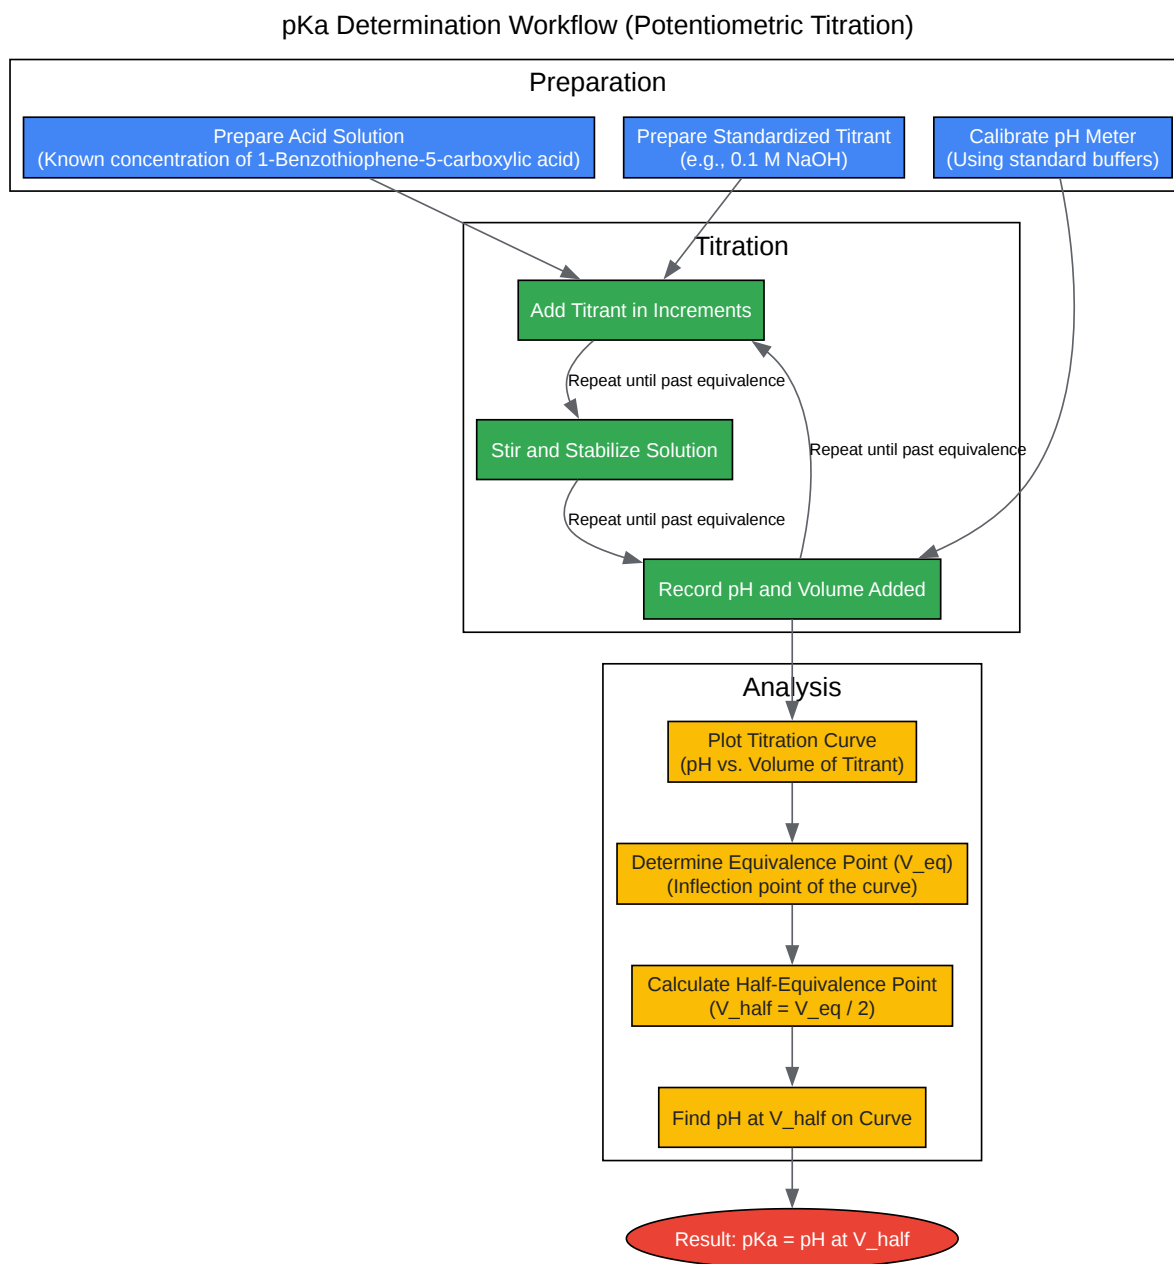 pKa Determination Workflow (Potentiometric Titration)
Preparation
Prepare Acid Solution
(Known concentration of 1-Benzothiophene-5-carboxylic acid)
Prepare Standardized Titrant
(e.g., 0.1 M NaOH)
Calibrate pH Meter
(Using standard buffers)
Titration
Add Titrant in Increments
Repeat until past equivalence
Stir and Stabilize Solution
Repeat until past equivalence
Repeat until past equivalence
Record pH and Volume Added
Analysis
Plot Titration Curve
(pH vs. Volume of Titrant)
Determine Equivalence Point (V_eq)
(Inflection point of the curve)
Calculate Half-Equivalence Point
(V_half = V_eq / 2)
Find pH at V_half on Curve
Result: pKa = pH at V_half